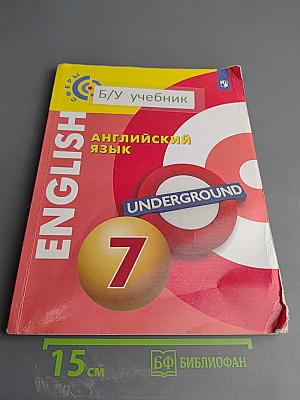 СФЕРЫ
Б/У учебник
ENGLISH
АНГЛИЙСКИЙ
ЯЗЫК
UNDERGROUND
7
15 см
БФ БИБЛИОФАН